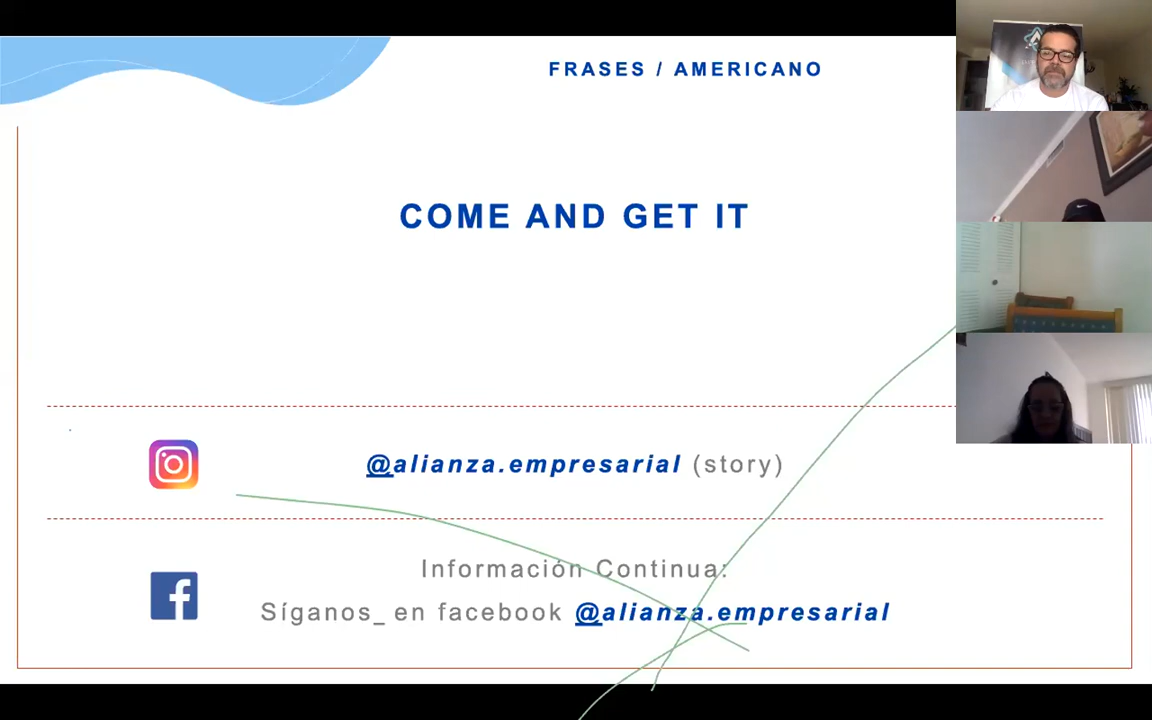 FRASES / AMERICANO
COME AND GET IT
@alianza.empresarial (story)
Información Continua:
Síganos_ en facebook @alianza.empresarial